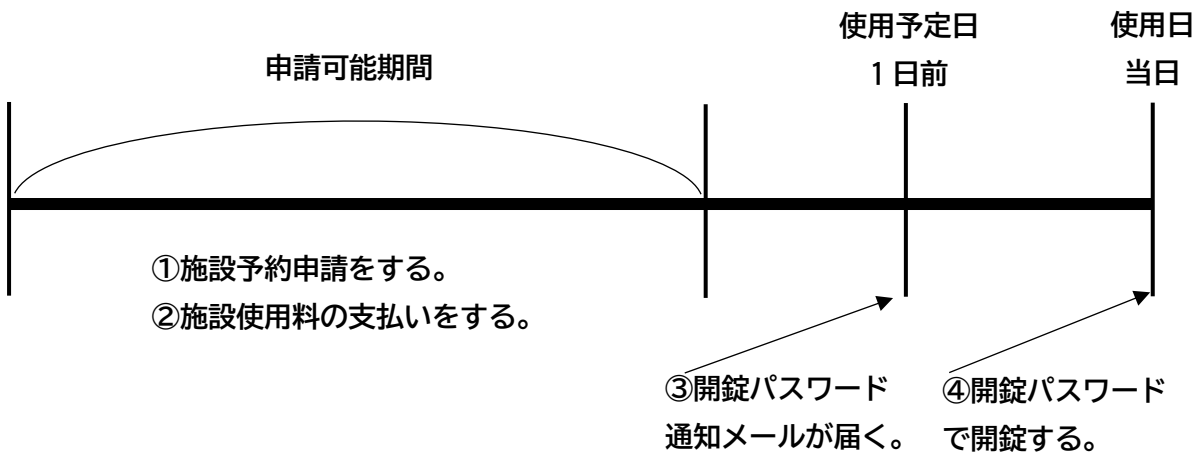 申請可能期間
使用予定日
1日前
使用日
当日
①施設予約申請をする。
②施設使用料の支払いをする。
③開錠パスワード
通知メールが届く。
④開錠パスワード
で開錠する。